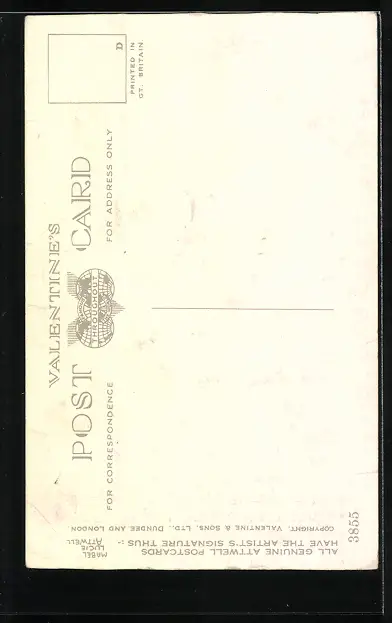 VALENTINE'S
POST CARD
THROUGHOUT
FOR CORRESPONDENCE
FOR ADDRESS ONLY
D
PRINTED IN
GT. BRITAIN
ALL GENUINE ATTWELL POSTCARDS
HAVE THE ARTIST'S SIGNATURE THUS :-
MABEL
LUCIE
ATTWELL
COPYRIGHT, VALENTINE & SONS, LTD., DUNDEE AND LONDON
3855